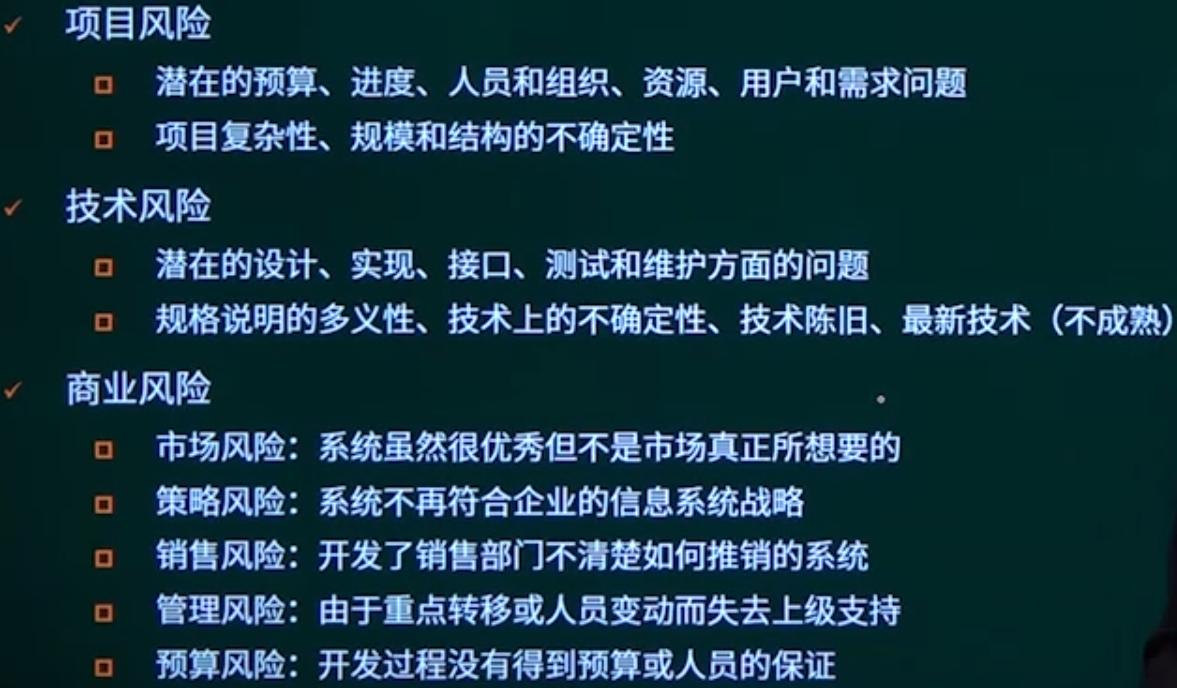 项目风险
潜在的预算、进度、人员和组织、资源、用户和需求问题
项目复杂性、规模和结构的不确定性
技术风险
潜在的设计、实现、接口、测试和维护方面的问题
规格说明的多义性、技术上的不确定性、技术陈旧、最新技术（不成熟）
商业风险
市场风险：系统虽然很优秀但不是市场真正所想要的
策略风险：系统不再符合企业的信息系统战略
销售风险：开发了销售部门不清楚如何推销的系统
管理风险：由于重点转移或人员变动而失去上级支持
预算风险：开发过程没有得到预算或人员的保证